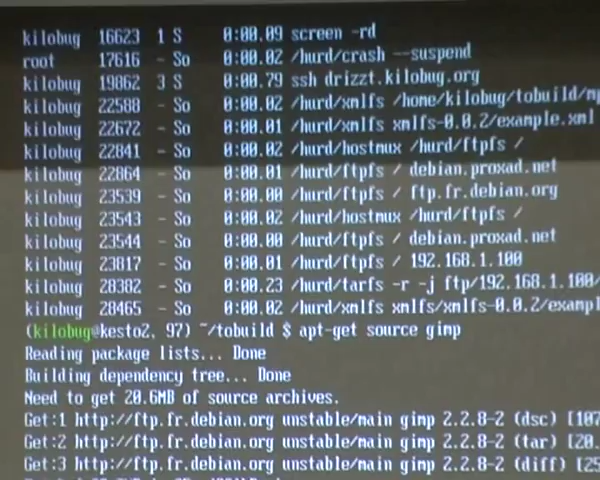 kilobug 16623 1 S 0:00.09 screen -rd
root 17616 - So 0:00.02 /hurd/crash --suspend
kilobug 19862 3 S 0:00.79 ssh drizzt.kilobug.org
kilobug 22588 - So 0:00.02 /hurd/xmlfs /home/kilobug/tobuild/
kilobug 22672 - So 0:00.01 /hurd/xmlfs xmlfs-0.0.2/example.xml
kilobug 22841 - So 0:00.02 /hurd/hostmux /hurd/ftpfs /
kilobug 22864 - So 0:00.01 /hurd/ftpfs / debian.proxad.net
kilobug 23539 - So 0:00.00 /hurd/ftpfs / ftp.fr.debian.org
kilobug 23543 - So 0:00.02 /hurd/hostmux /hurd/ftpfs /
kilobug 23544 - So 0:00.00 /hurd/ftpfs / debian.proxad.net
kilobug 23817 - So 0:00.01 /hurd/ftpfs / 192.168.1.100
kilobug 28382 - So 0:00.23 /hurd/tarfs -r -j ftp/192.168.1.100/
kilobug 28465 - So 0:00.02 /hurd/xmlfs xmlfs/xmlfs-0.0.2/exampl
(kilobug@kesto2, 97) ~/tobuild $ apt-get source gimp
Reading package lists... Done
Building dependency tree... Done
Need to get 20.6MB of source archives.
Get:1 http://ftp.fr.debian.org unstable/main gimp 2.2.8-2 (dsc) [107
Get:2 http://ftp.fr.debian.org unstable/main gimp 2.2.8-2 (tar) [20.
Get:3 http://ftp.fr.debian.org unstable/main gimp 2.2.8-2 (diff) [25